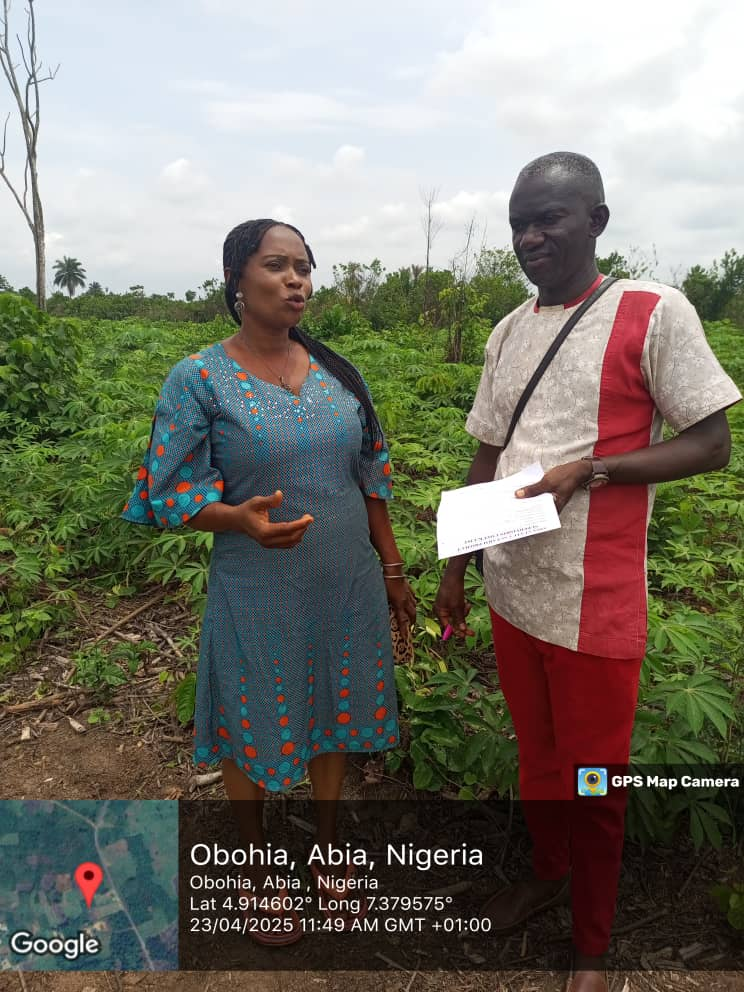 GPS Map Camera
Obohia, Abia, Nigeria
Obohia, Abia , Nigeria
Lat 4.914602° Long 7.379575°
23/04/2025 11:49 AM GMT +01:00
Google